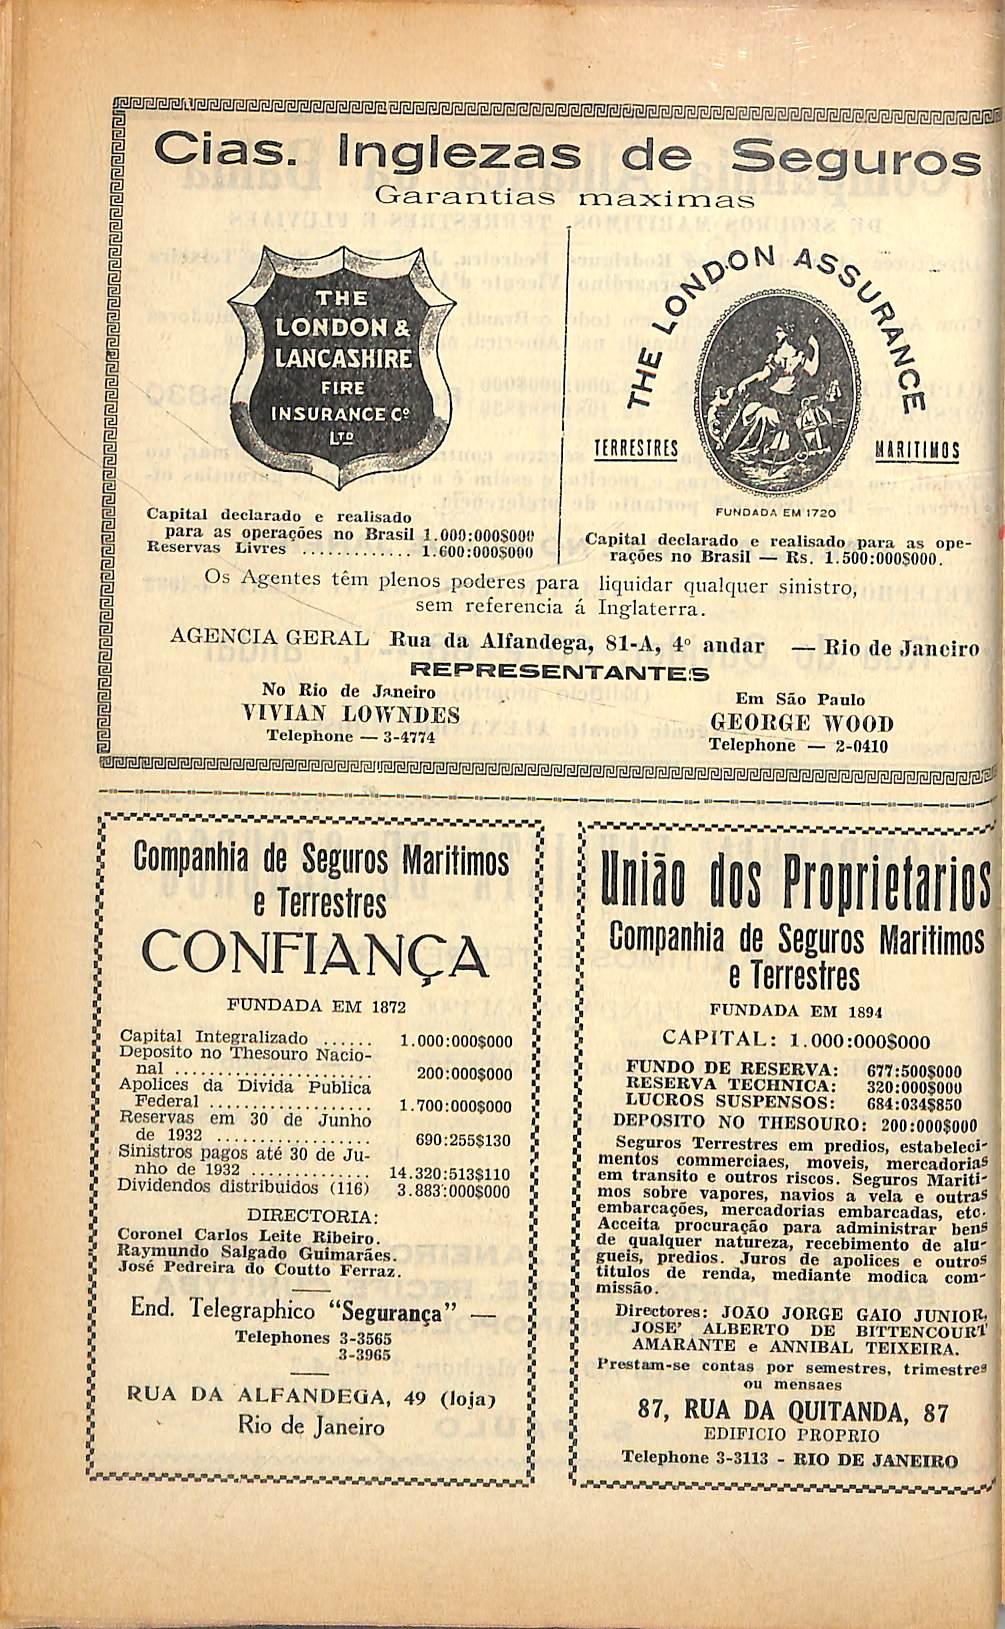 Cias. Inglezas de Seguros
Garantias maximas
THE
LONDON &
LANCASHIRE
FIRE
INSURANCE Cº
LTD
Capital declarado e realisado
para as operações no Brasil 1.000:000$000
Reservas Livres ............ 1.600:000$000
THE LONDON ASSURANCE
TERRESTRES
MARITIMOS
FUNDADA EM 1720
Capital declarado e realisado para as ope-
rações no Brasil — Rs. 1.500:000$000.
Os Agentes têm plenos poderes para liquidar qualquer sinistro,
sem referencia á Inglaterra.
AGENCIA GERAL Rua da Alfandega, 81-A, 4º andar — Rio de Janeiro
REPRESENTANTES
No Rio de Janeiro
VIVIAN LOWNDES
Telephone — 3-4774
Em São Paulo
GEORGE WOOD
Telephone — 2-0410
Companhia de Seguros Maritimos
e Terrestres
CONFIANÇA
FUNDADA EM 1872
Capital Integralizado ...... 1.000:000$000
Deposito no Thesouro Nacio-
nal ........................ 200:000$000
Apolices da Divida Publica
Federal .................. 1.700:000$000
Reservas em 30 de Junho
de 1932 .................. 690:255$130
Sinistros pagos até 30 de Ju-
nho de 1932 .............. 14.320:513$110
Dividendos distribuidos (116) 3.883:000$000
DIRECTORIA:
Coronel Carlos Leite Ribeiro.
Raymundo Salgado Guimarães.
José Pedreira do Coutto Ferraz.
End. Telegraphico "Segurança" —
Telephones 3-3565
3-3965
RUA DA ALFANDEGA, 49 (loja)
Rio de Janeiro
União dos Proprietarios
Companhia de Seguros Maritimos
e Terrestres
FUNDADA EM 1894
CAPITAL: 1.000:000$000
FUNDO DE RESERVA: 677:500$000
RESERVA TECHNICA: 320:000$000
LUCROS SUSPENSOS: 684:034$850
DEPOSITO NO THESOURO: 200:000$000
Seguros Terrestres em predios, estabeleci-
mentos commerciaes, moveis, mercadorias
em transito e outros riscos. Seguros Mariti-
mos sobre vapores, navios a vela e outras
embarcações, mercadorias embarcadas, etc.
Acceita procuração para administrar bens
de qualquer natureza, recebimento de alu-
gueis, predios. Juros de apolices e outros
titulos de renda, mediante modica com-
missão.
Directores: JOÃO JORGE GAIO JUNIOR,
JOSE' ALBERTO DE BITTENCOURT
AMARANTE e ANNIBAL TEIXEIRA.
Prestam-se contas por semestres, trimestres
ou mensaes
87, RUA DA QUITANDA, 87
EDIFICIO PROPRIO
Telephone 3-3113 - RIO DE JANEIRO